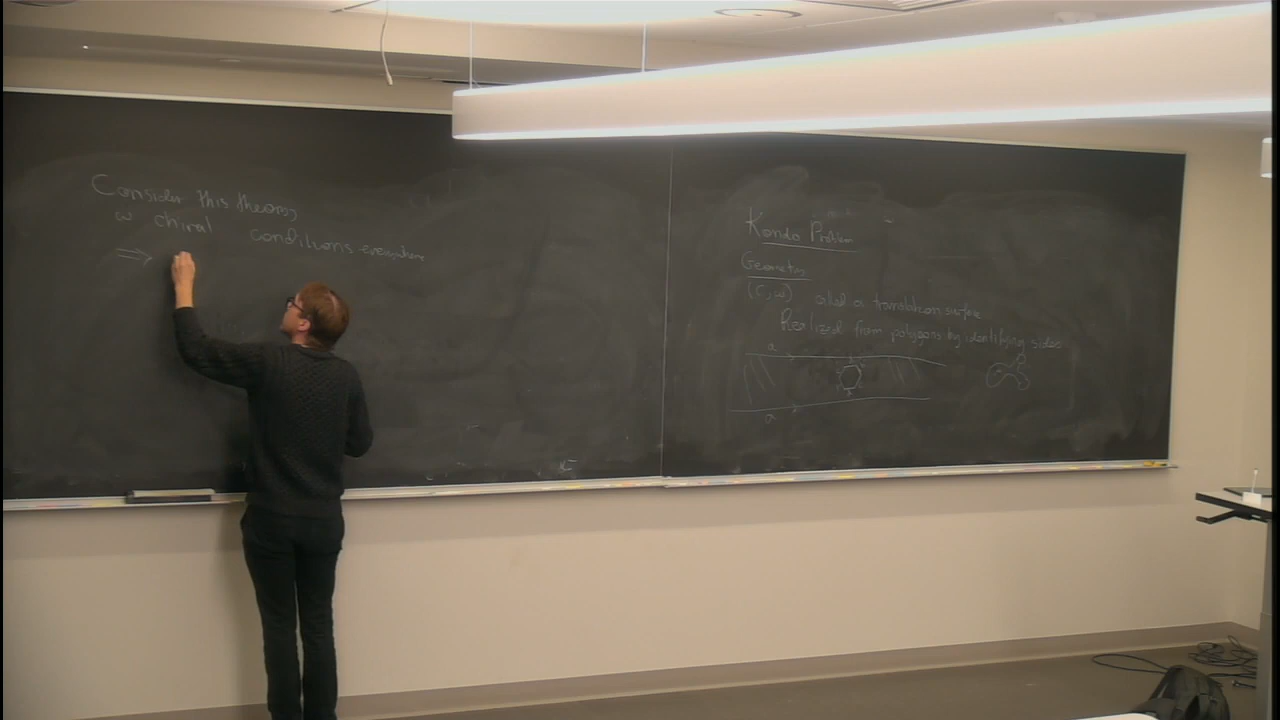 Consider this theory
w chiral conditions everywhere
⟹
Kondo Problem
Geometry
(C, ω) called a translation surface
Realized from polygons by identifying sides
a
a